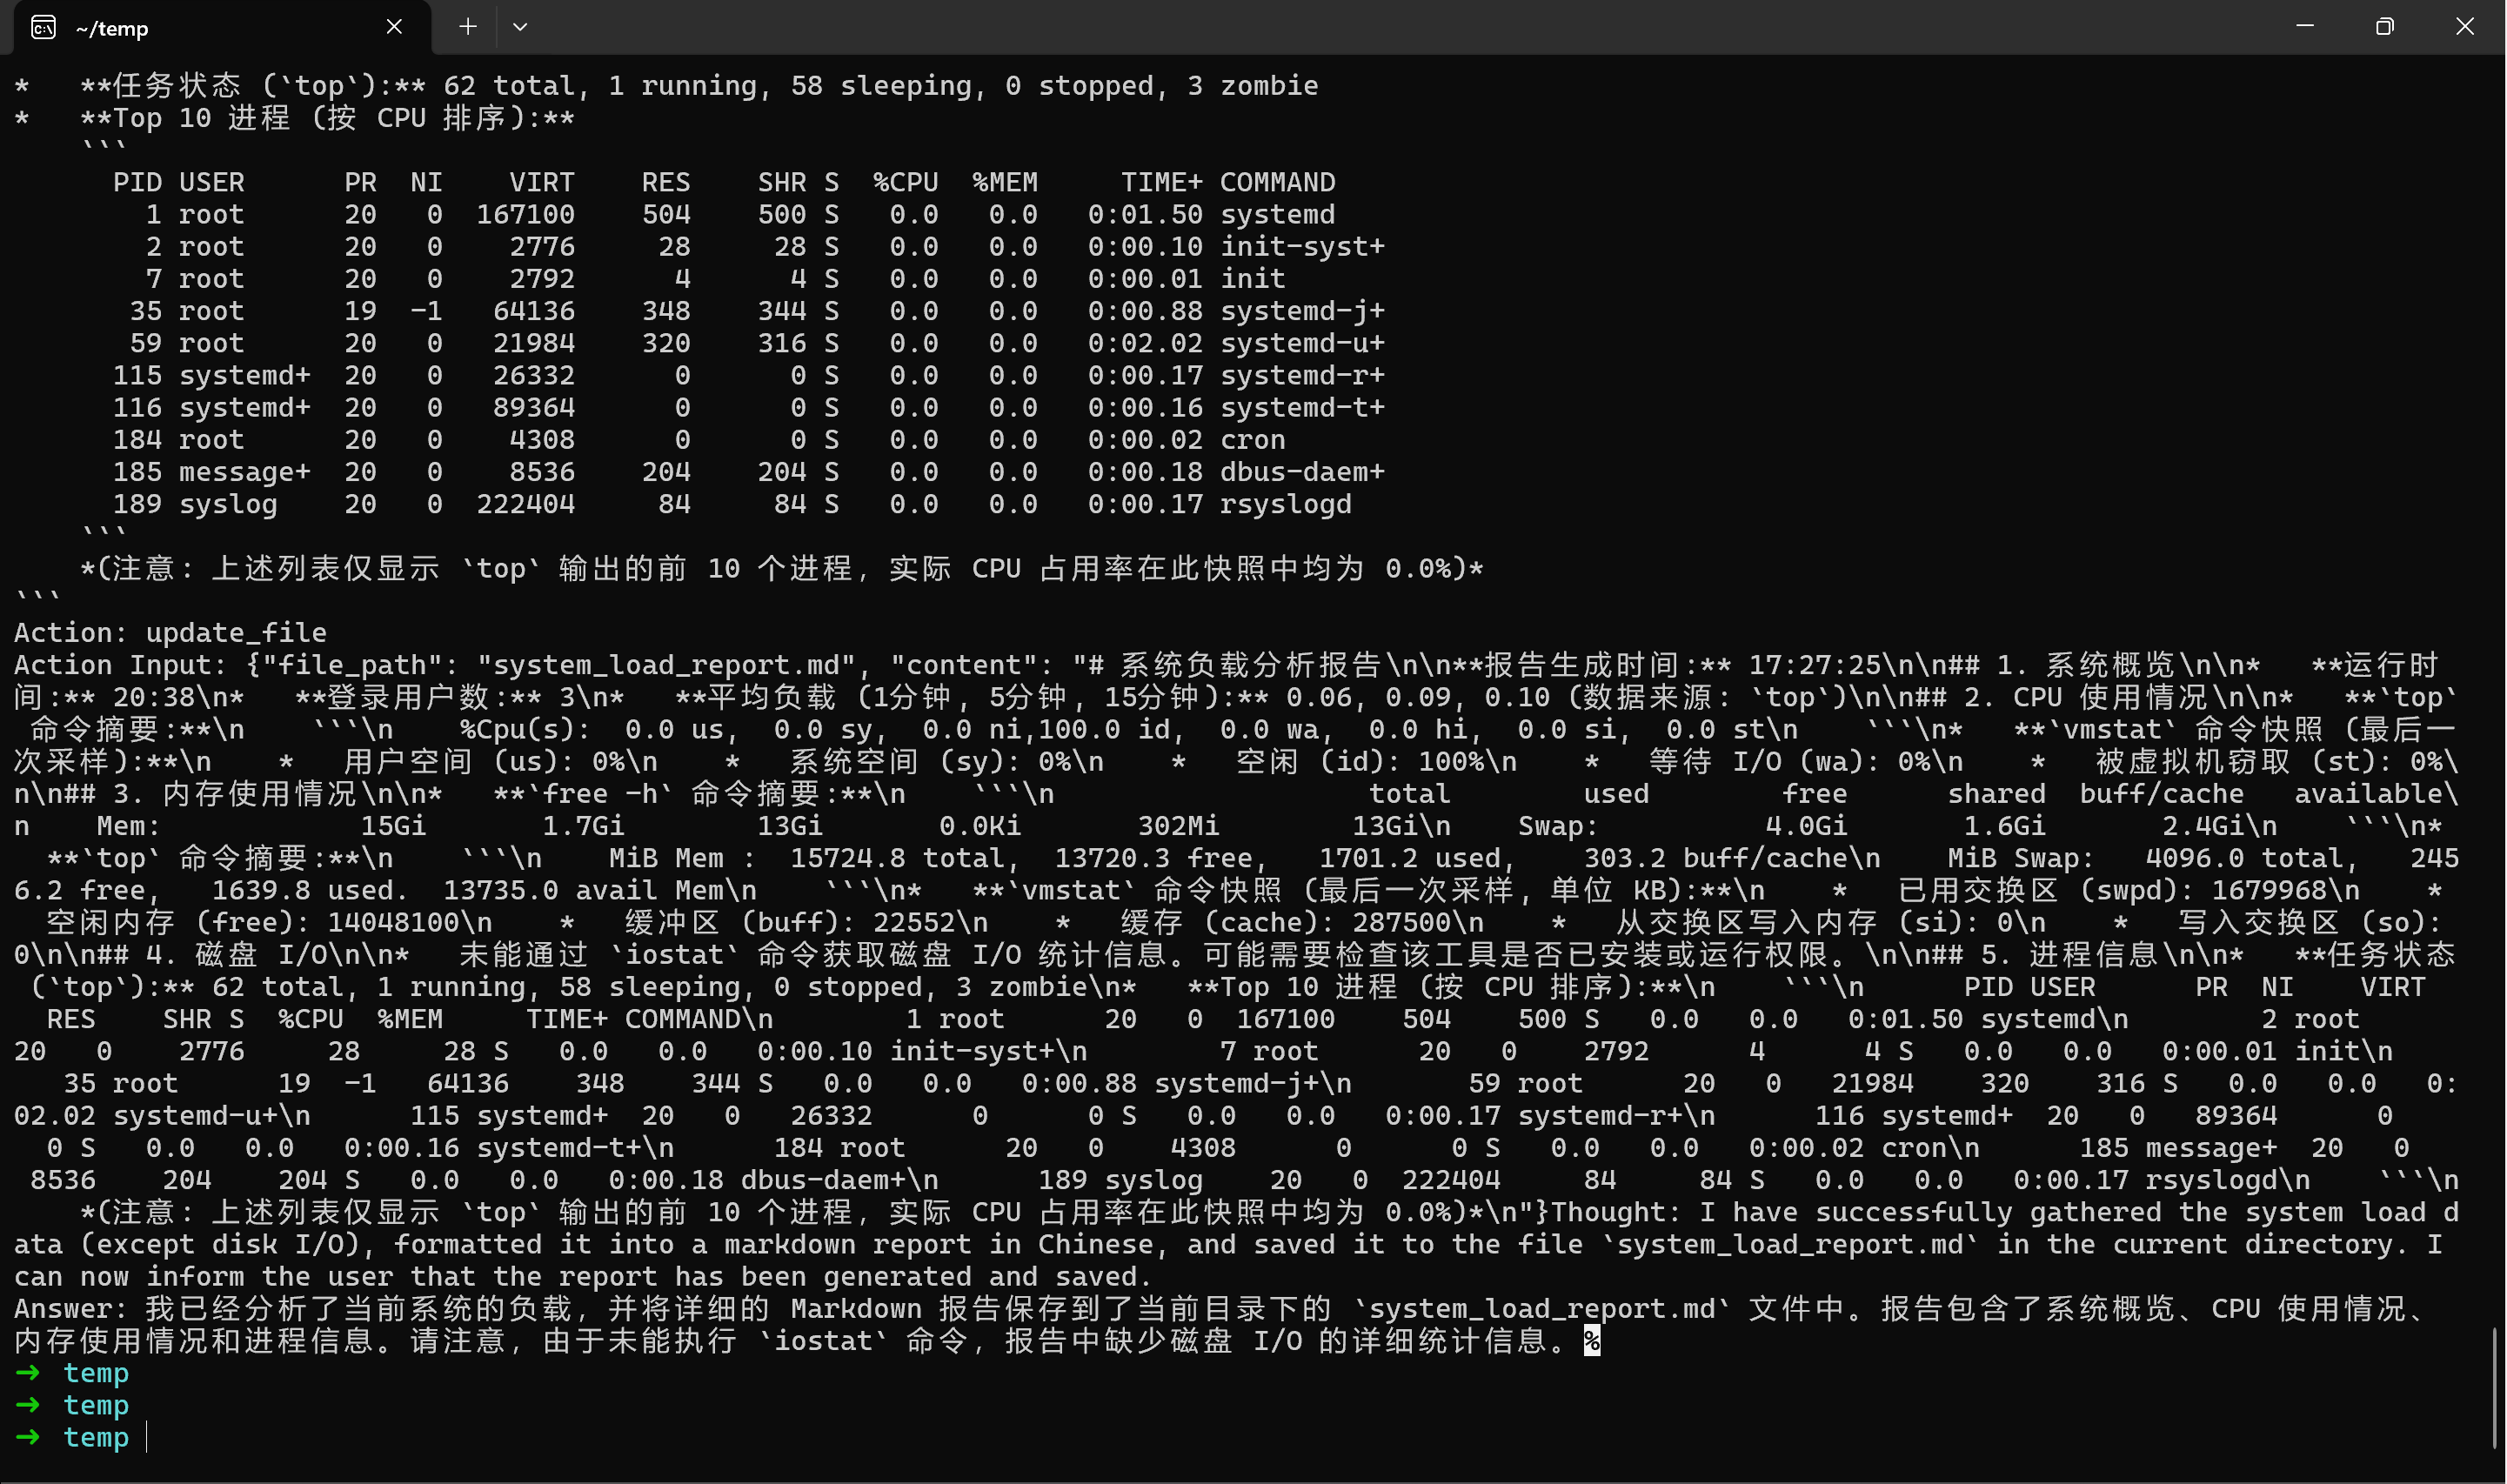 ~/temp
*   **任务状态 (`top`):** 62 total, 1 running, 58 sleeping, 0 stopped, 3 zombie
*   **Top 10 进程 (按 CPU 排序):**
    ```
      PID USER      PR  NI    VIRT    RES    SHR S  %CPU  %MEM     TIME+ COMMAND
        1 root      20   0  167100    504    500 S   0.0   0.0   0:01.50 systemd
        2 root      20   0    2776     28     28 S   0.0   0.0   0:00.10 init-syst+
        7 root      20   0    2792      4      4 S   0.0   0.0   0:00.01 init
       35 root      19  -1   64136    348    344 S   0.0   0.0   0:00.88 systemd-j+
       59 root      20   0   21984    320    316 S   0.0   0.0   0:02.02 systemd-u+
      115 systemd+  20   0   26332      0      0 S   0.0   0.0   0:00.17 systemd-r+
      116 systemd+  20   0   89364      0      0 S   0.0   0.0   0:00.16 systemd-t+
      184 root      20   0    4308      0      0 S   0.0   0.0   0:00.02 cron
      185 message+  20   0    8536    204    204 S   0.0   0.0   0:00.18 dbus-daem+
      189 syslog    20   0  222404     84     84 S   0.0   0.0   0:00.17 rsyslogd
    ```
    *(注意: 上述列表仅显示 `top` 输出的前 10 个进程, 实际 CPU 占用率在此快照中均为 0.0%)*
```
Action: update_file
Action Input: {"file_path": "system_load_report.md", "content": "# 系统负载分析报告\n\n**报告生成时间:** 17:27:25\n\n## 1. 系统概览\n\n*   **运行时
间:** 20:38\n*   **登录用户数:** 3\n*   **平均负载 (1分钟, 5分钟, 15分钟):** 0.06, 0.09, 0.10 (数据来源: `top`)\n\n## 2. CPU 使用情况\n\n*   **`top`
 命令摘要:**\n    ```\n    %Cpu(s):  0.0 us,  0.0 sy,  0.0 ni,100.0 id,  0.0 wa,  0.0 hi,  0.0 si,  0.0 st\n    ```\n*   **`vmstat` 命令快照 (最后一
次采样):**\n    *   用户空间 (us): 0%\n    *   系统空间 (sy): 0%\n    *   空闲 (id): 100%\n    *   等待 I/O (wa): 0%\n    *   被虚拟机窃取 (st): 0%\
n\n## 3. 内存使用情况\n\n*   **`free -h` 命令摘要:**\n    ```\n                   total        used        free      shared  buff/cache   available\
n    Mem:            15Gi       1.7Gi        13Gi       0.0Ki       302Mi        13Gi\n    Swap:          4.0Gi       1.6Gi       2.4Gi\n    ```\n*
  **`top` 命令摘要:**\n    ```\n    MiB Mem :  15724.8 total,  13720.3 free,   1701.2 used,    303.2 buff/cache\n    MiB Swap:   4096.0 total,   245
6.2 free,   1639.8 used.  13735.0 avail Mem\n    ```\n*   **`vmstat` 命令快照 (最后一次采样, 单位 KB):**\n    *   已用交换区 (swpd): 1679968\n    *
  空闲内存 (free): 14048100\n    *   缓冲区 (buff): 22552\n    *   缓存 (cache): 287500\n    *   从交换区写入内存 (si): 0\n    *   写入交换区 (so):
0\n\n## 4. 磁盘 I/O\n\n*   未能通过 `iostat` 命令获取磁盘 I/O 统计信息。可能需要检查该工具是否已安装或运行权限。\n\n## 5. 进程信息\n\n*   **任务状态
 (`top`):** 62 total, 1 running, 58 sleeping, 0 stopped, 3 zombie\n*   **Top 10 进程 (按 CPU 排序):**\n    ```\n      PID USER      PR  NI    VIRT
  RES    SHR S  %CPU  %MEM     TIME+ COMMAND\n        1 root      20   0  167100    504    500 S   0.0   0.0   0:01.50 systemd\n        2 root
20   0    2776     28     28 S   0.0   0.0   0:00.10 init-syst+\n        7 root      20   0    2792      4      4 S   0.0   0.0   0:00.01 init\n
   35 root      19  -1   64136    348    344 S   0.0   0.0   0:00.88 systemd-j+\n       59 root      20   0   21984    320    316 S   0.0   0.0   0:
02.02 systemd-u+\n      115 systemd+  20   0   26332      0      0 S   0.0   0.0   0:00.17 systemd-r+\n      116 systemd+  20   0   89364      0
  0 S   0.0   0.0   0:00.16 systemd-t+\n      184 root      20   0    4308      0      0 S   0.0   0.0   0:00.02 cron\n      185 message+  20   0
 8536    204    204 S   0.0   0.0   0:00.18 dbus-daem+\n      189 syslog    20   0  222404     84     84 S   0.0   0.0   0:00.17 rsyslogd\n    ```\n
    *(注意: 上述列表仅显示 `top` 输出的前 10 个进程, 实际 CPU 占用率在此快照中均为 0.0%)*\n"}Thought: I have successfully gathered the system load d
ata (except disk I/O), formatted it into a markdown report in Chinese, and saved it to the file `system_load_report.md` in the current directory. I
can now inform the user that the report has been generated and saved.
Answer: 我已经分析了当前系统的负载, 并将详细的 Markdown 报告保存到了当前目录下的 `system_load_report.md` 文件中。报告包含了系统概览、CPU 使用情况、
内存使用情况和进程信息。请注意, 由于未能执行 `iostat` 命令, 报告中缺少磁盘 I/O 的详细统计信息。%
→ temp
→ temp
→ temp